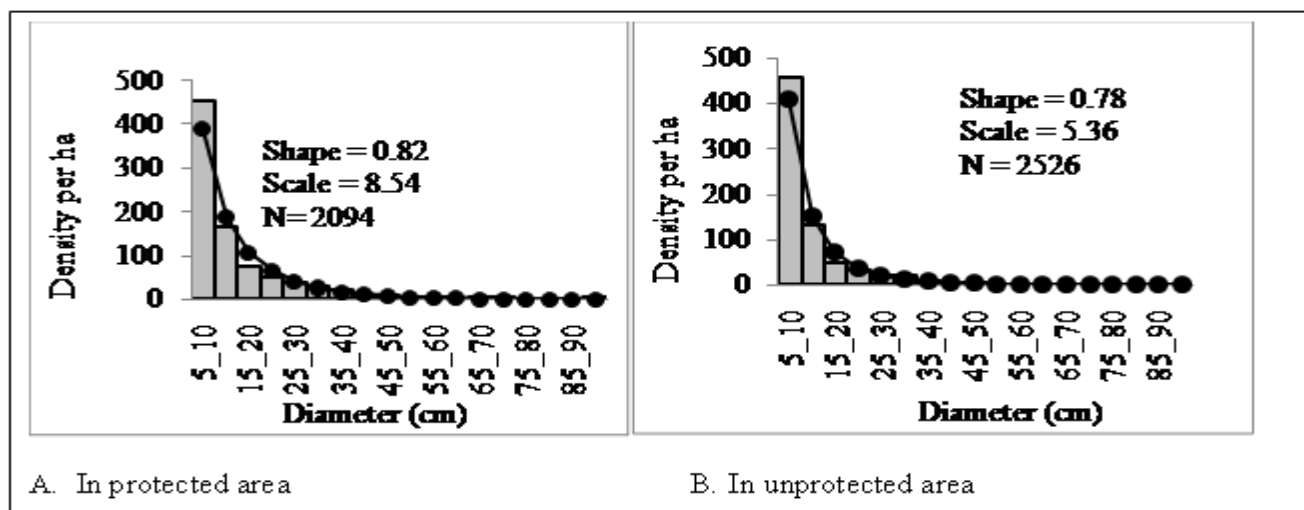 500
400
300
200
100
0
Density per ha
Shape = 0.82
Scale = 8.54
N= 2094
5_10
15_20
25_30
35_40
45_50
55_60
65_70
75_80
85_90
Diameter (cm)
500
400
300
200
100
0
Density per ha
Shape = 0.78
Scale = 5.36
N = 2526
5_10
15_20
25_30
35_40
45_50
55_60
65_70
75_80
85_90
Diameter (cm)
A. In protected area
B. In unprotected area